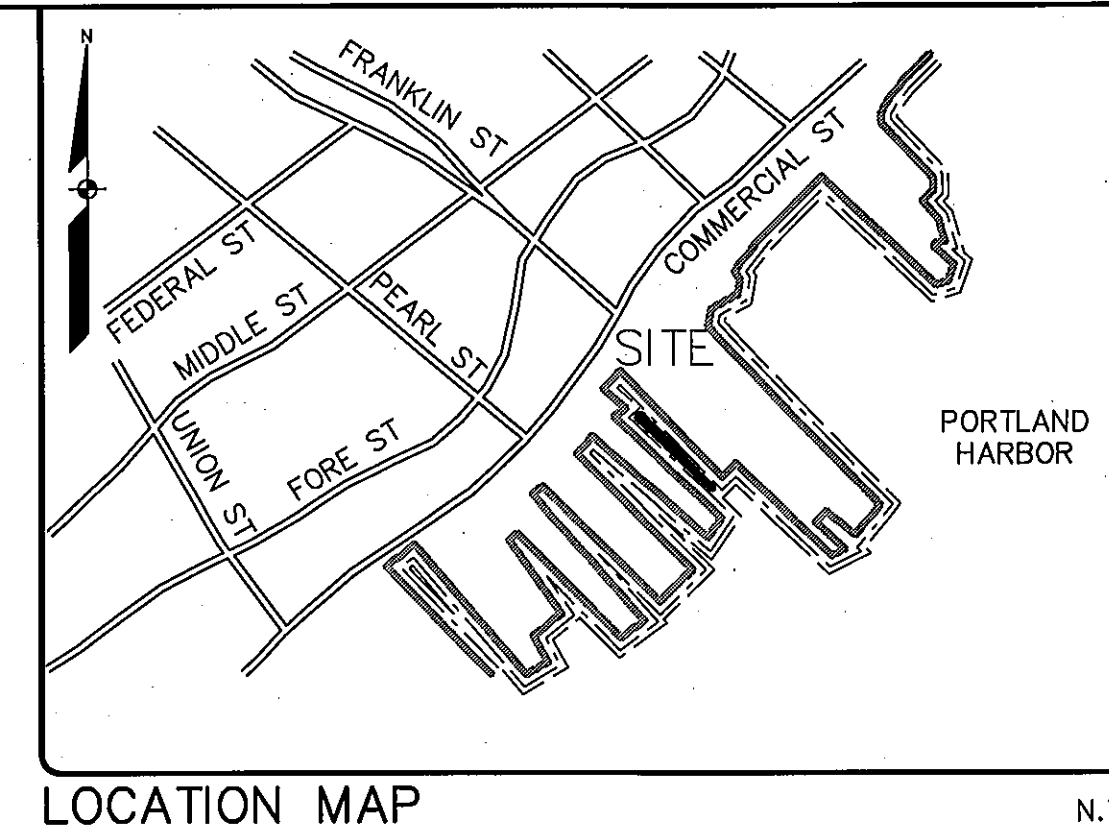 N
FRANKLIN ST
COMMERCIAL ST
FEDERAL ST
MIDDLE ST
PEARL ST
SITE
UNION ST
FORE ST
PORTLAND
HARBOR
LOCATION MAP